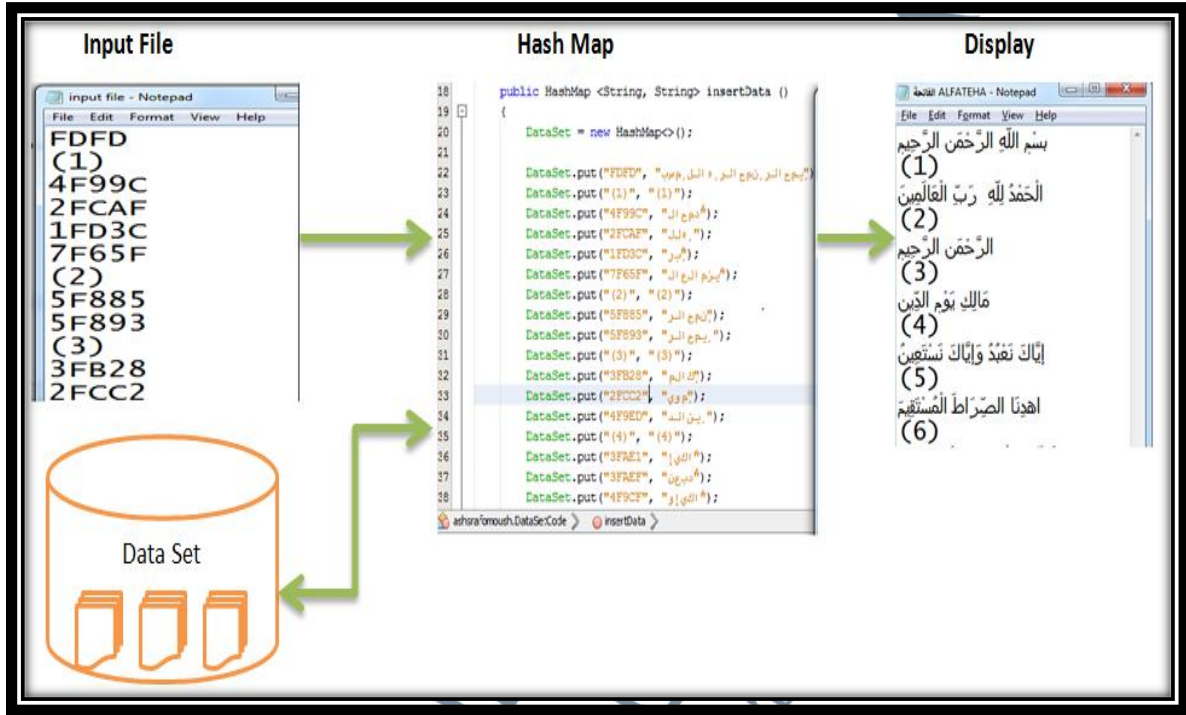 Input File
input file - Notepad
File Edit Format View Help
FDFD
(1)
4F99C
2FCAF
1FD3C
7F65F
(2)
5F885
5F893
(3)
3FB28
2FCC2
Data Set
Hash Map
18 public HashMap <String, String> insertData ()
19 {
20 DataSet = new HashMap<>();
21
22 DataSet.put("FDFD", "
23 DataSet.put("(1)", "(1)");
24 DataSet.put("4F99C", "");
25 DataSet.put("2FCAF", "");
26 DataSet.put("1FD3C", "");
27 DataSet.put("7F65F", "");
28 DataSet.put("(2)", "(2)");
29 DataSet.put("5F885", "");
30 DataSet.put("5F893", "");
31 DataSet.put("(3)", "(3)");
32 DataSet.put("3FB28", "");
33 DataSet.put("2FCC2", "");
34 DataSet.put("4F9ED", "");
35 DataSet.put("(4)", "(4)");
36 DataSet.put("3FAE1", "");
37 DataSet.put("3FAEF", "");
38 DataSet.put("4F9CF", "");
insertData
Display
الفاتحة ALFATEHA - Notepad
File Edit Format View Help
بِسْمِ اللَّهِ الرَّحْمَنِ الرَّحِيمِ
(1)
الْحَمْدُ لِلَّهِ رَبِّ الْعَالَمِينَ
(2)
الرَّحْمَنِ الرَّحِيمِ
(3)
مَالِكِ يَوْمِ الدِّينِ
(4)
إِيَّاكَ نَعْبُدُ وَإِيَّاكَ نَسْتَعِينُ
(5)
اهْدِنَا الصِّرَاطَ الْمُسْتَقِيمَ
(6)